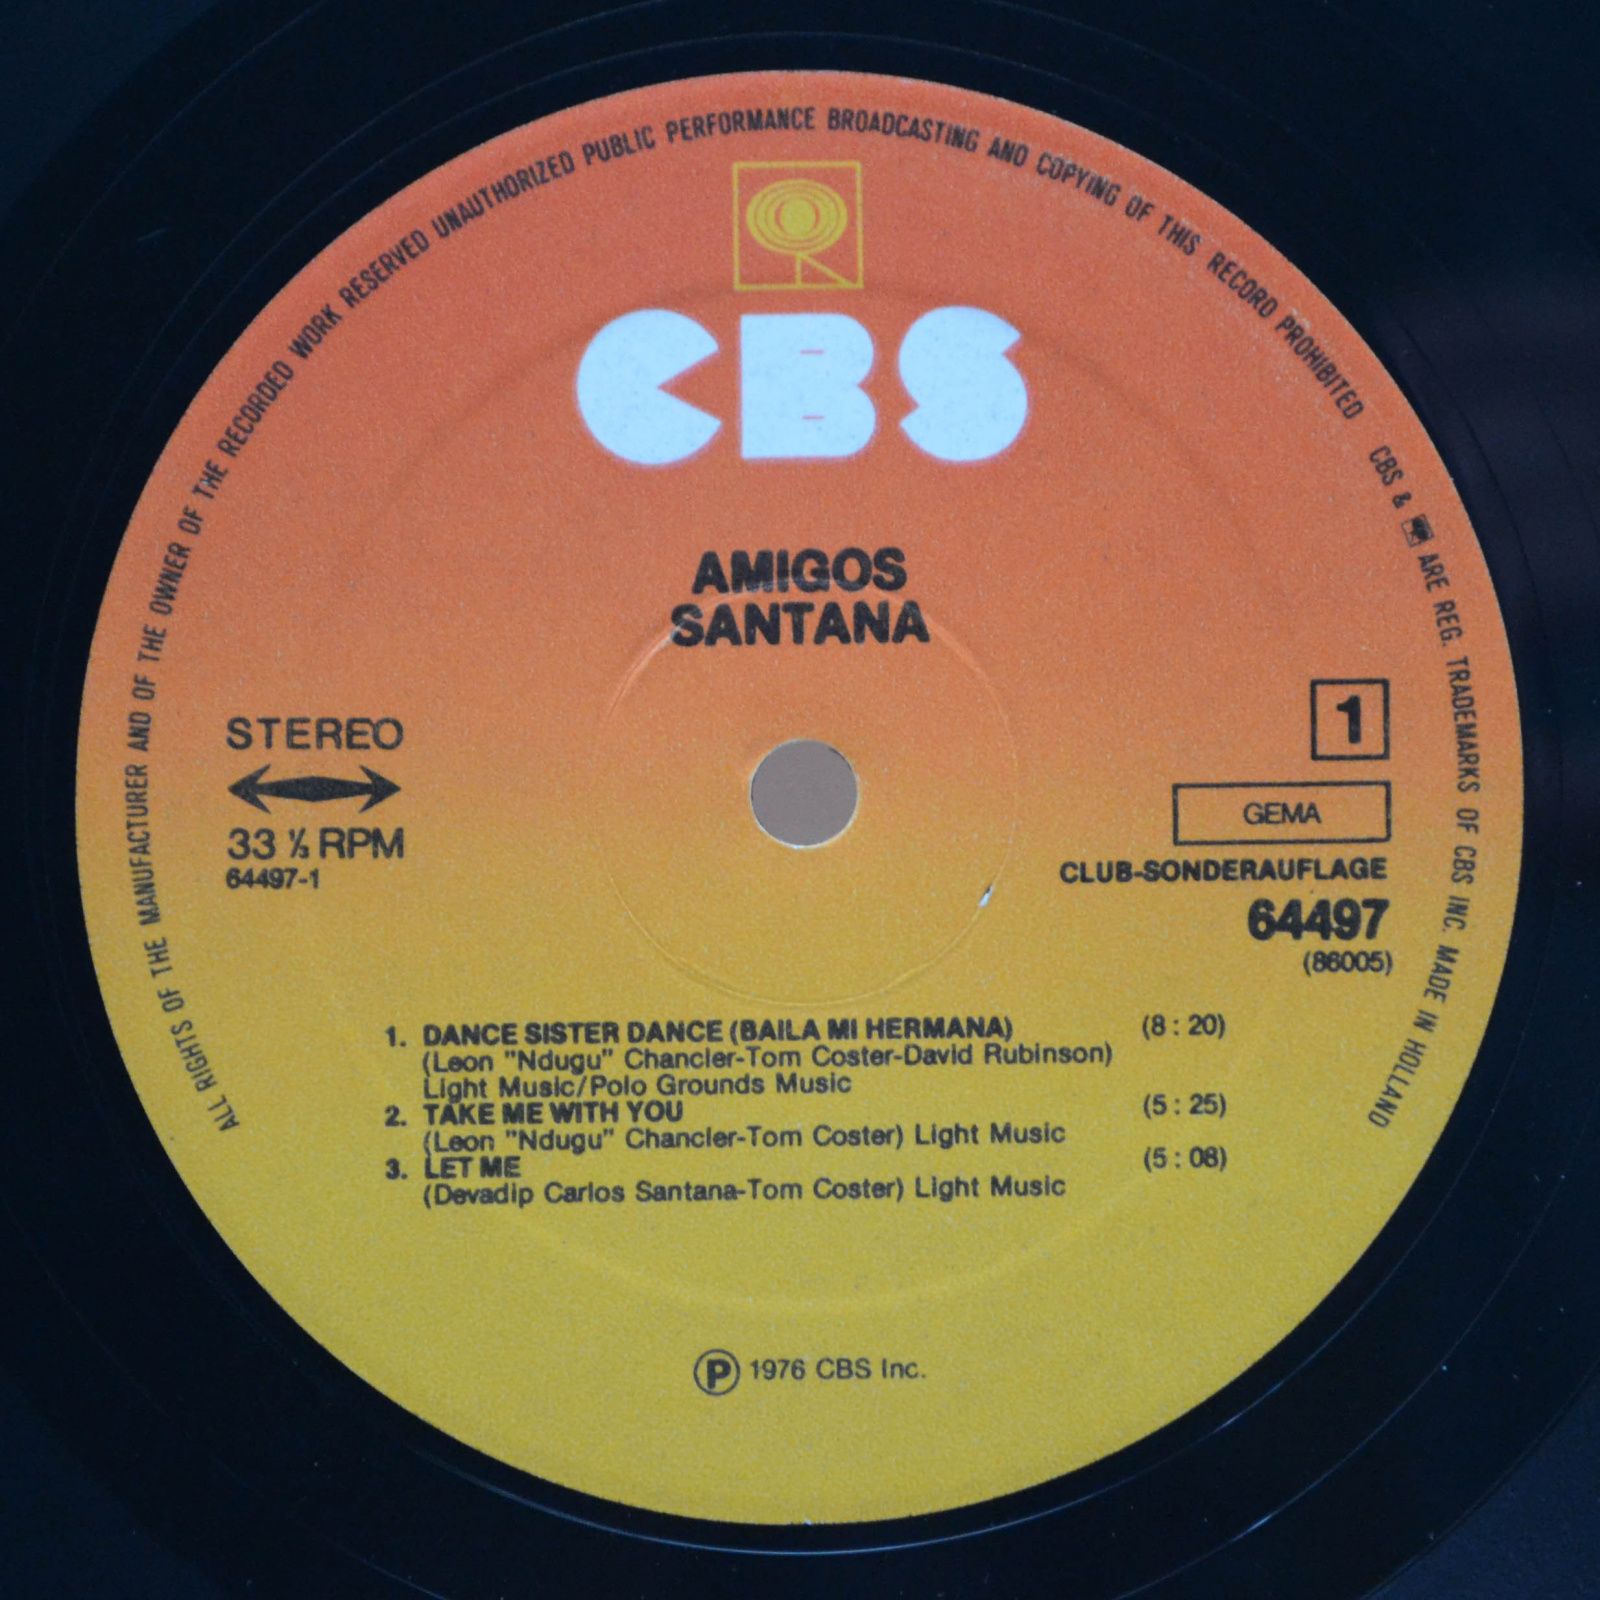 ALL RIGHTS OF THE MANUFACTURER AND OF THE OWNER OF THE RECORDED WORK RESERVED UNAUTHORIZED PUBLIC PERFORMANCE BROADCASTING AND COPYING OF THIS RECORD PROHIBITED CBS & ARE REG. TRADEMARKS OF CBS INC. MADE IN HOLLAND
CBS
AMIGOS
SANTANA
STEREO
33 ⅓ RPM
64497-1
1
GEMA
CLUB-SONDERAUFLAGE
64497
(86005)
1. DANCE SISTER DANCE (BAILA MI HERMANA) (8 : 20)
(Leon "Ndugu" Chancler-Tom Coster-David Rubinson)
Light Music/Polo Grounds Music
2. TAKE ME WITH YOU (5 : 25)
(Leon "Ndugu" Chancler-Tom Coster) Light Music
3. LET ME (5 : 08)
(Devadip Carlos Santana-Tom Coster) Light Music
Ⓟ 1976 CBS Inc.